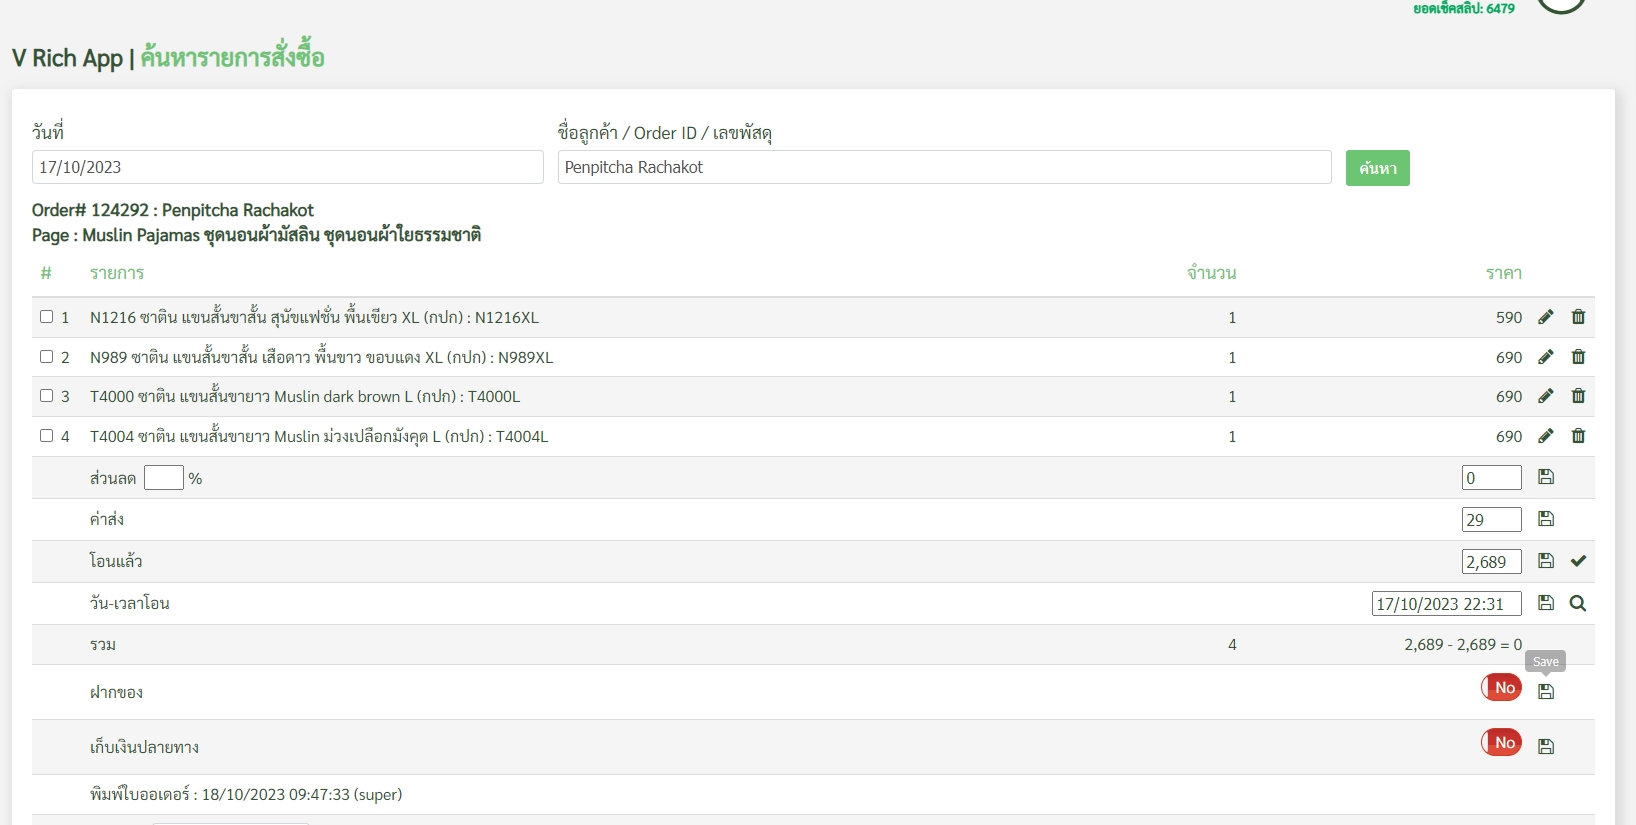 ยอดเช็คสลิป: 6479
V Rich App | ค้นหารายการสั่งซื้อ
วันที่ ชื่อลูกค้า / Order ID / เลขพัสดุ
17/10/2023 Penpitcha Rachakot ค้นหา
Order# 124292 : Penpitcha Rachakot
Page : Muslin Pajamas ชุดนอนผ้ามัสลิน ชุดนอนผ้าใยธรรมชาติ
# รายการ จำนวน ราคา
1 N1216 ซาติน แขนสั้นขาสั้น สุนัขแฟชั่น พื้นเขียว XL (กปก) : N1216XL 1 590
2 N989 ซาติน แขนสั้นขาสั้น เสือดาว พื้นขาว ขอบแดง XL (กปก) : N989XL 1 690
3 T4000 ซาติน แขนสั้นขายาว Muslin dark brown L (กปก) : T4000L 1 690
4 T4004 ซาติน แขนสั้นขายาว Muslin ม่วงเปลือกมังคุด L (กปก) : T4004L 1 690
ส่วนลด % 0
ค่าส่ง 29
โอนแล้ว 2,689
วัน-เวลาโอน 17/10/2023 22:31
รวม 4 2,689 - 2,689 = 0
Save
ฝากของ No
เก็บเงินปลายทาง No
พิมพ์ใบออเดอร์ : 18/10/2023 09:47:33 (super)